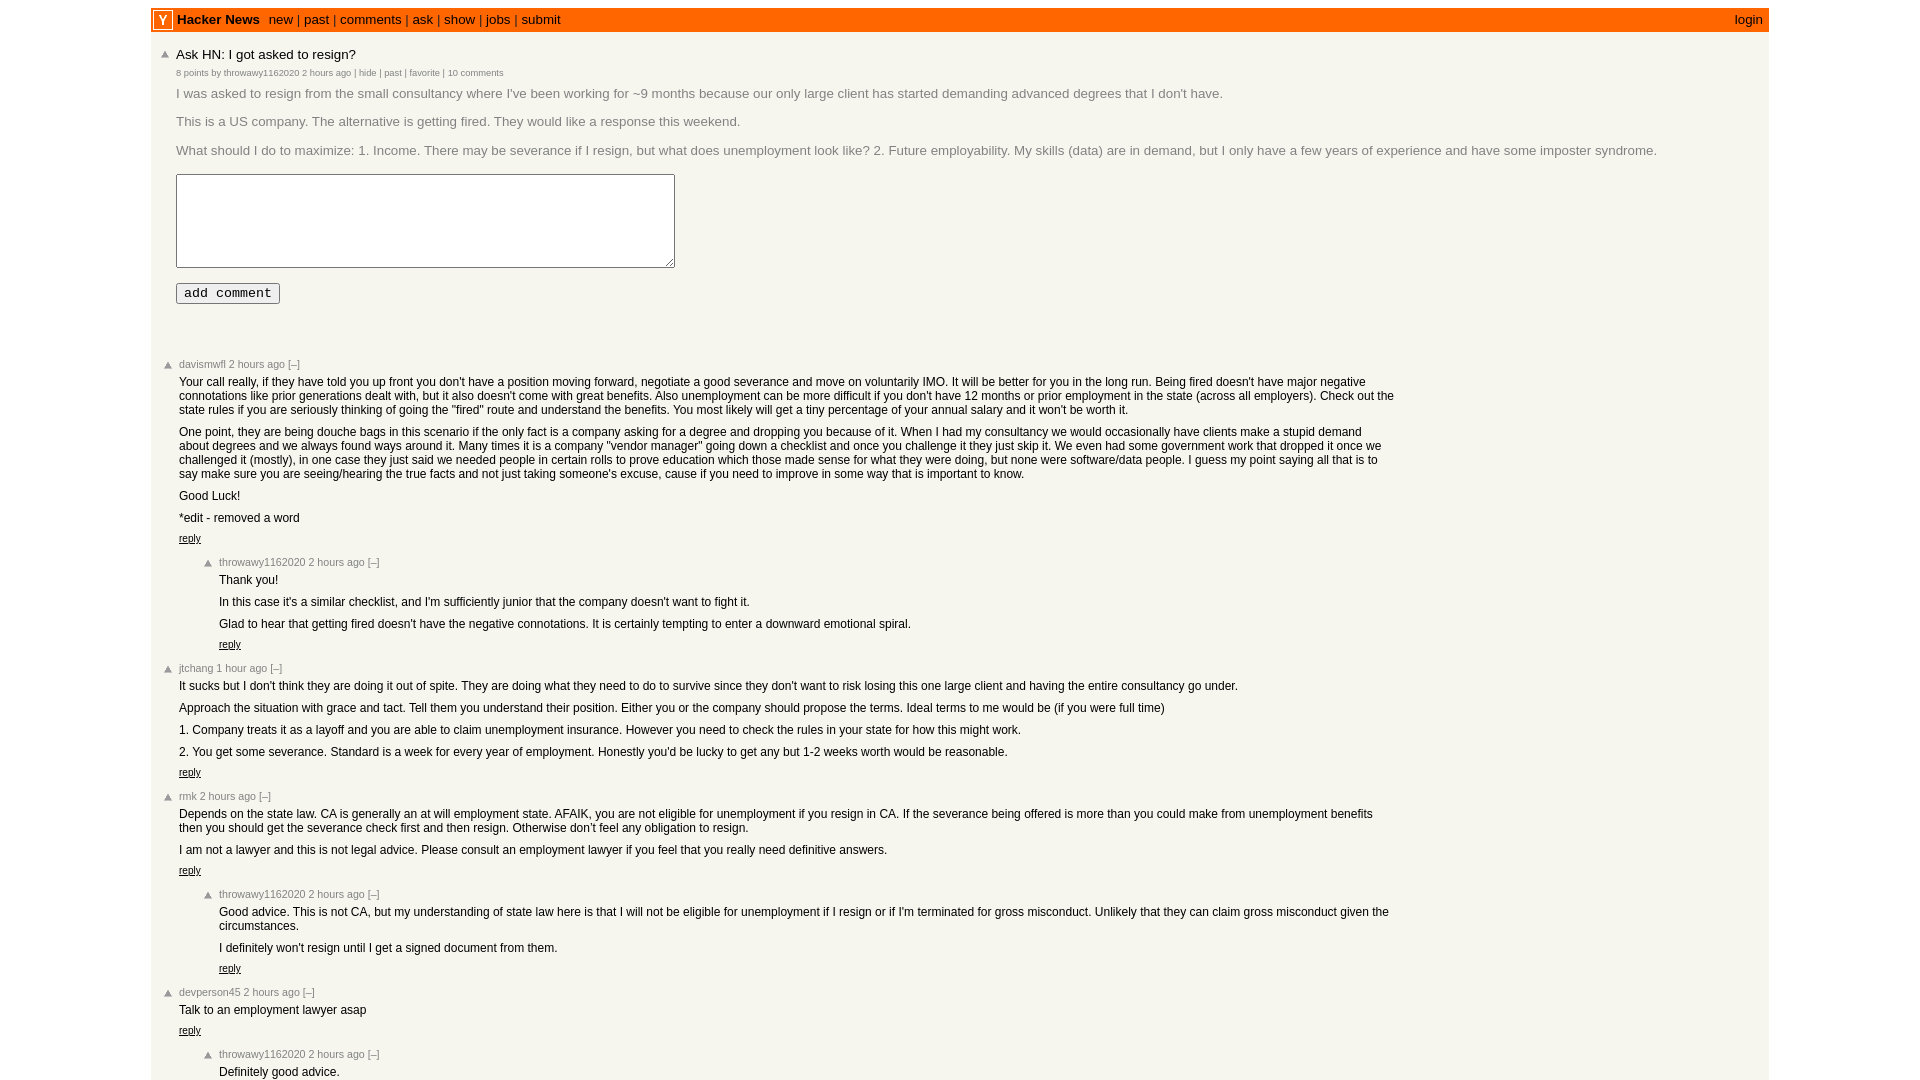 Y Hacker News new | past | comments | ask | show | jobs | submit login
Ask HN: I got asked to resign?
8 points by throwawy1162020 2 hours ago | hide | past | favorite | 10 comments
I was asked to resign from the small consultancy where I've been working for ~9 months because our only large client has started demanding advanced degrees that I don't have.
This is a US company. The alternative is getting fired. They would like a response this weekend.
What should I do to maximize: 1. Income. There may be severance if I resign, but what does unemployment look like? 2. Future employability. My skills (data) are in demand, but I only have a few years of experience and have some imposter syndrome.
add comment
davismwfl 2 hours ago [–]
Your call really, if they have told you up front you don't have a position moving forward, negotiate a good severance and move on voluntarily IMO. It will be better for you in the long run. Being fired doesn't have major negative
connotations like prior generations dealt with, but it also doesn't come with great benefits. Also unemployment can be more difficult if you don't have 12 months or prior employment in the state (across all employers). Check out the
state rules if you are seriously thinking of going the "fired" route and understand the benefits. You most likely will get a tiny percentage of your annual salary and it won't be worth it.
One point, they are being douche bags in this scenario if the only fact is a company asking for a degree and dropping you because of it. When I had my consultancy we would occasionally have clients make a stupid demand
about degrees and we always found ways around it. Many times it is a company "vendor manager" going down a checklist and once you challenge it they just skip it. We even had some government work that dropped it once we
challenged it (mostly), in one case they just said we needed people in certain rolls to prove education which those made sense for what they were doing, but none were software/data people. I guess my point saying all that is to
say make sure you are seeing/hearing the true facts and not just taking someone's excuse, cause if you need to improve in some way that is important to know.
Good Luck!
*edit - removed a word
reply
throwawy1162020 2 hours ago [–]
Thank you!
In this case it's a similar checklist, and I'm sufficiently junior that the company doesn't want to fight it.
Glad to hear that getting fired doesn't have the negative connotations. It is certainly tempting to enter a downward emotional spiral.
reply
jtchang 1 hour ago [–]
It sucks but I don't think they are doing it out of spite. They are doing what they need to do to survive since they don't want to risk losing this one large client and having the entire consultancy go under.
Approach the situation with grace and tact. Tell them you understand their position. Either you or the company should propose the terms. Ideal terms to me would be (if you were full time)
1. Company treats it as a layoff and you are able to claim unemployment insurance. However you need to check the rules in your state for how this might work.
2. You get some severance. Standard is a week for every year of employment. Honestly you'd be lucky to get any but 1-2 weeks worth would be reasonable.
reply
rmk 2 hours ago [–]
Depends on the state law. CA is generally an at will employment state. AFAIK, you are not eligible for unemployment if you resign in CA. If the severance being offered is more than you could make from unemployment benefits
then you should get the severance check first and then resign. Otherwise don’t feel any obligation to resign.
I am not a lawyer and this is not legal advice. Please consult an employment lawyer if you feel that you really need definitive answers.
reply
throwawy1162020 2 hours ago [–]
Good advice. This is not CA, but my understanding of state law here is that I will not be eligible for unemployment if I resign or if I'm terminated for gross misconduct. Unlikely that they can claim gross misconduct given the
circumstances.
I definitely won't resign until I get a signed document from them.
reply
devperson45 2 hours ago [–]
Talk to an employment lawyer asap
reply
throwawy1162020 2 hours ago [–]
Definitely good advice.